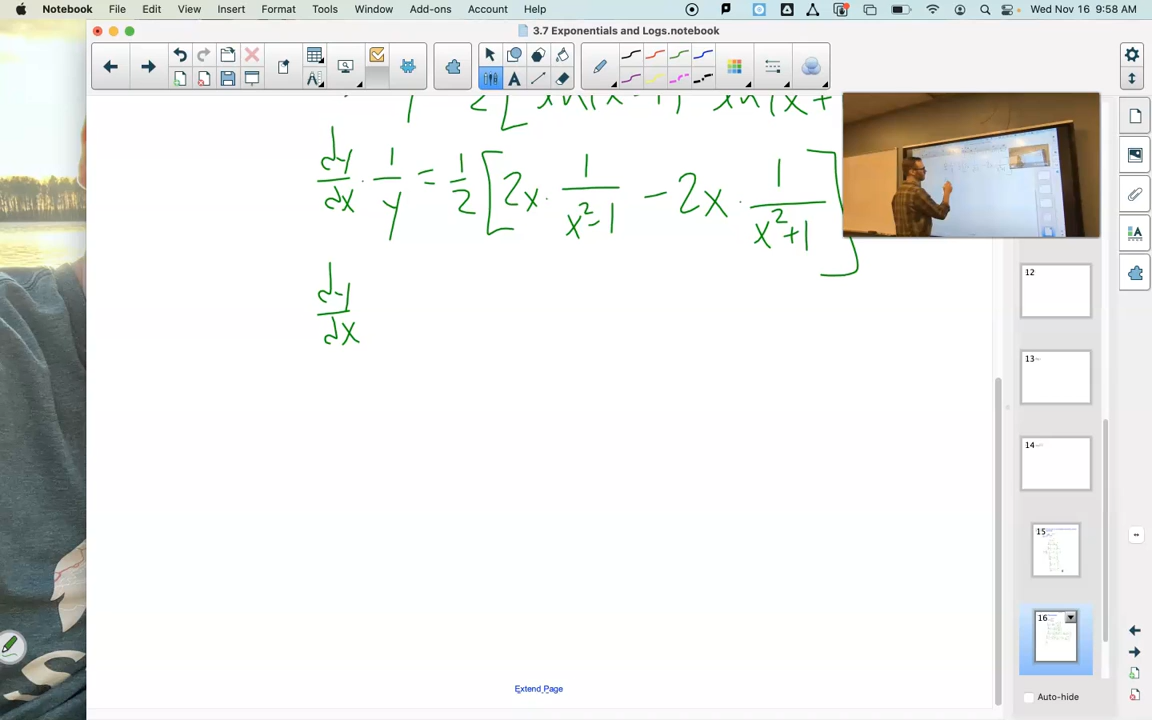 Notebook File Edit View Insert Format Tools Window Add-ons Account Help Wed Nov 16 9:58 AM
3.7 Exponentials and Logs.notebook
dy/dx · 1/y = 1/2 [2x · 1/(x²-1) - 2x · 1/(x²+1)]
dy/dx
12
13
14
15
16
Extend Page
Auto-hide